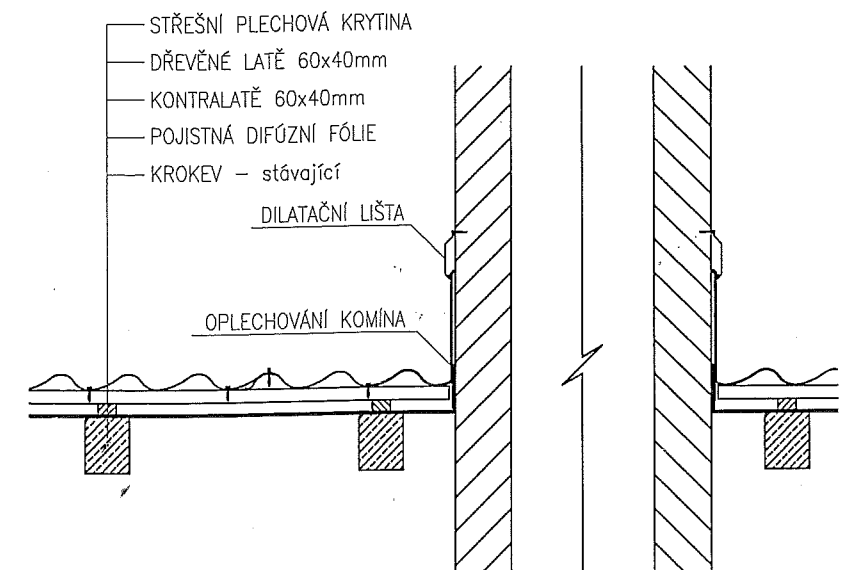 STŘEŠNÍ PLECHOVÁ KRYTINA
DŘEVĚNÉ LATĚ 60x40mm
KONTRALATĚ 60x40mm
POJISTNÁ DIFÚZNÍ FÓLIE
KROKEV – stávající
DILATAČNÍ LIŠTA
OPLECHOVÁNÍ KOMÍNA